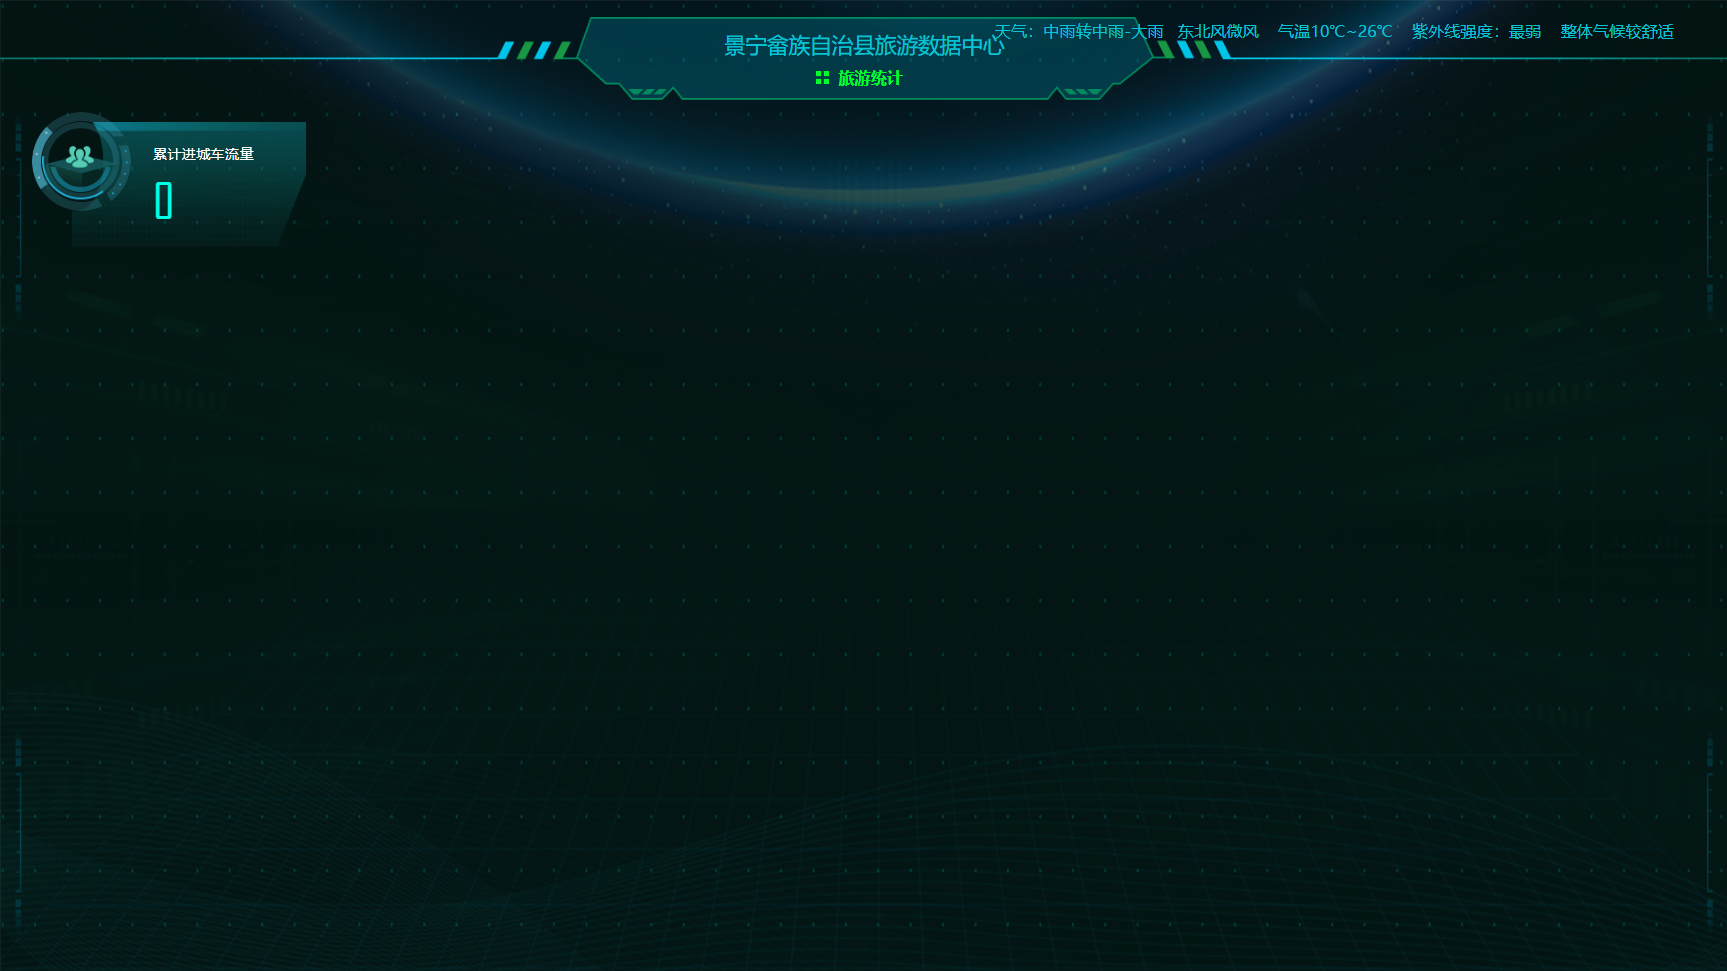 景宁畲族自治县旅游数据中心
天气：中雨转中雨-大雨 东北风微风 气温10℃~26℃ 紫外线强度：最弱 整体气候较舒适
旅游统计
累计进城车流量
0